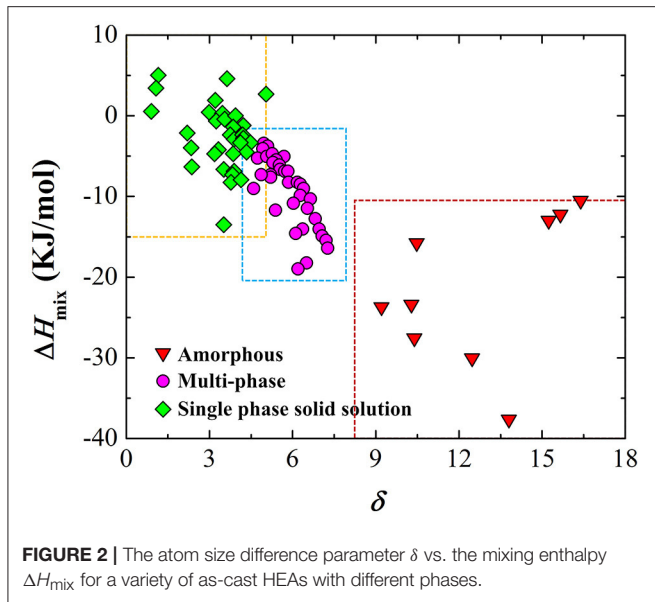 10
0
-10
-20
-30
-40
ΔH_mix (KJ/mol)
Amorphous
Multi-phase
Single phase solid solution
0 3 6 9 12 15 18
δ
FIGURE 2 | The atom size difference parameter δ vs. the mixing enthalpy
ΔH_mix for a variety of as-cast HEAs with different phases.